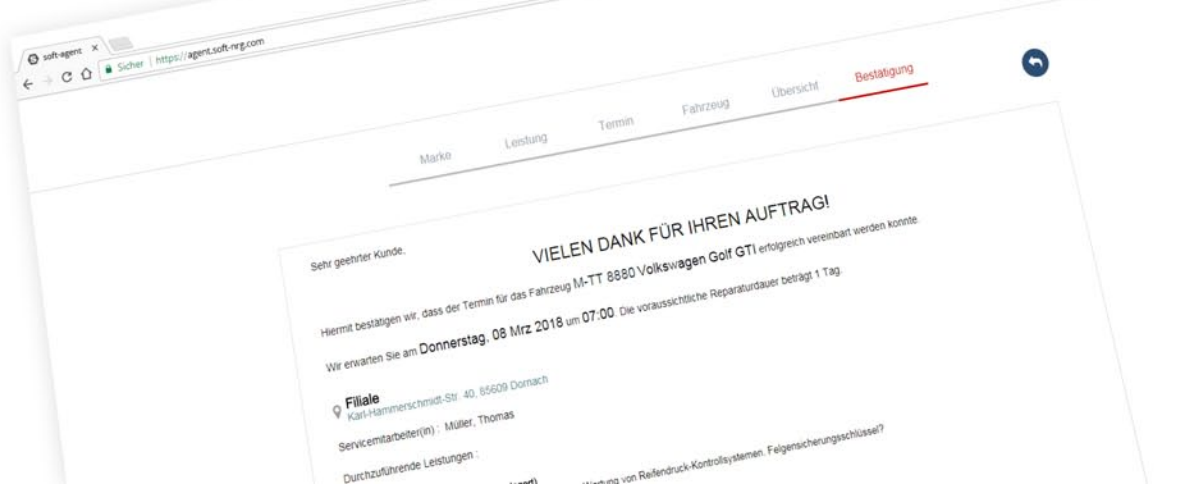 soft-agent x
Sicher | https://agent.soft-nrg.com
Marke Leistung Termin Fahrzeug Übersicht Bestätigung
Sehr geehrter Kunde,
VIELEN DANK FÜR IHREN AUFTRAG!
Hiermit bestätigen wir, dass der Termin für das Fahrzeug M-TT 8880 Volkswagen Golf GTI erfolgreich vereinbart werden konnte.
Wir erwarten Sie am Donnerstag, 08 Mrz 2018 um 07:00. Die voraussichtliche Reparaturdauer beträgt 1 Tag.
Filiale
Karl-Hammerschmidt-Str. 40, 85609 Dornach
Servicemitarbeiter(in) : Müller, Thomas
Durchzuführende Leistungen :
Wartung von Reifendruck-Kontrollsystemen. Felgensicherungsschlüssel?